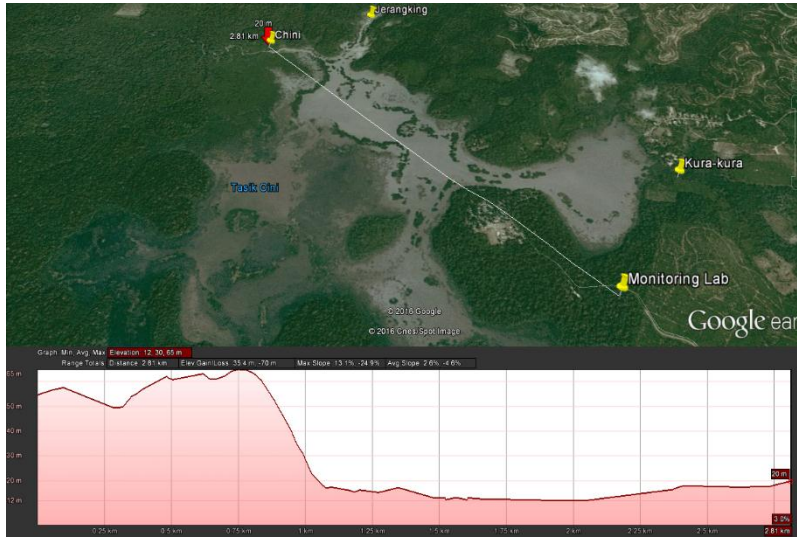 Jerangking
20 m
2.81 km Chini
Kura-kura
Tasik Cini
Monitoring Lab
© 2016 Google
© 2016 Cnes/Spot Image
Google ear
Graph: Min, Avg, Max Elevation: 12, 30, 65 m
Range Totals: Distance: 2.81 km Elev Gain/Loss: 35.4 m, -70 m Max Slope: 13.1%, -24.9% Avg Slope: 2.6%, -4.6%
65 m
50 m
40 m
30 m
20 m
20 m
12 m
3.8%
0.25 km 0.5 km 0.75 km 1 km 1.25 km 1.5 km 1.75 km 2 km 2.25 km 2.5 km 2.81 km